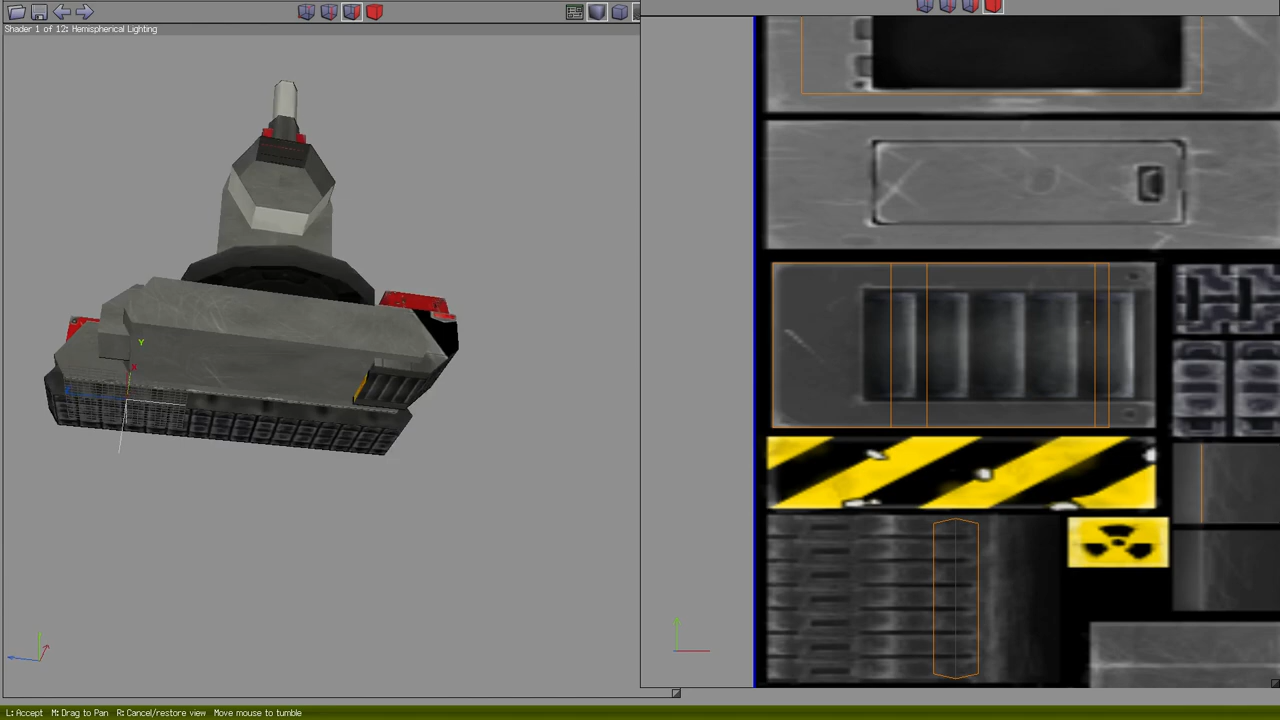 Shader 1 of 12: Hemispherical Lighting
Y
X
L: Accept M: Drag to Pan R: Cancel/restore view Move mouse to tumble